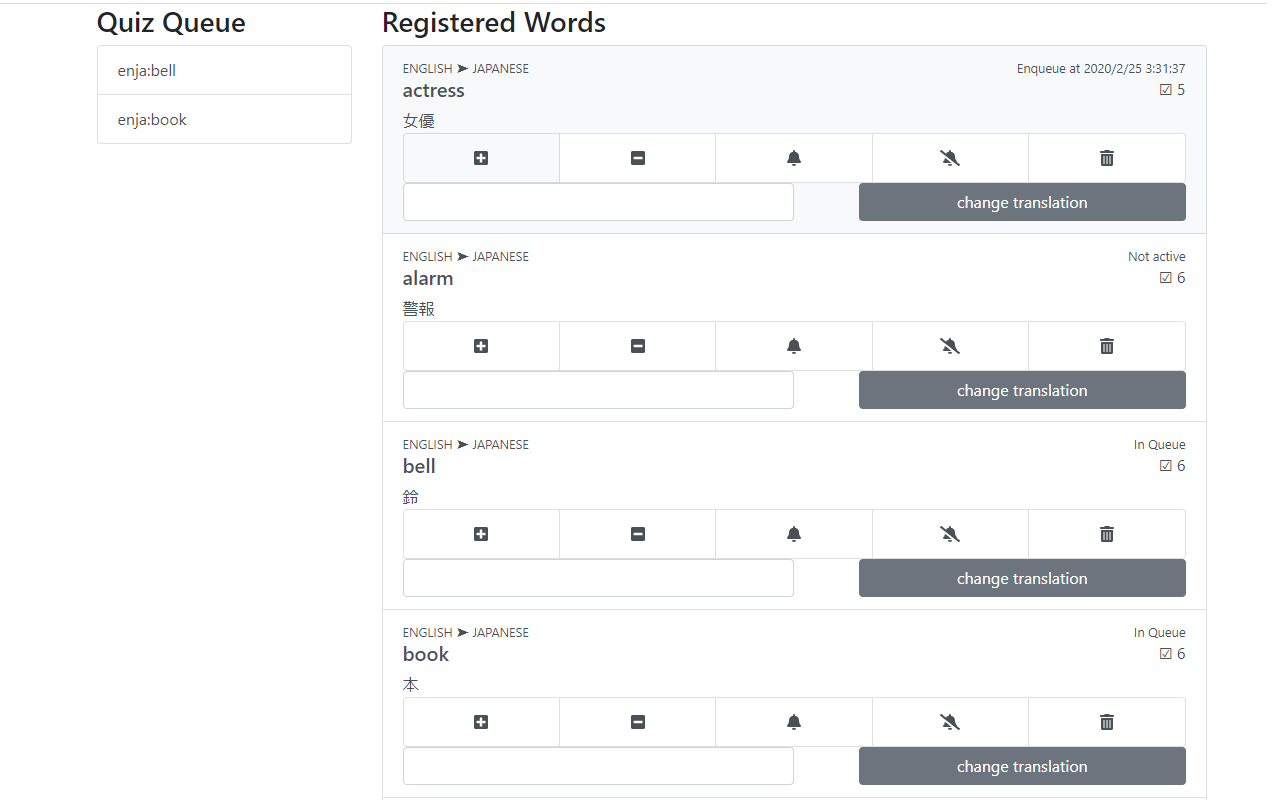 Quiz Queue
enja:bell
enja:book
Registered Words
ENGLISH ➤ JAPANESE
Enqueue at 2020/2/25 3:31:37
actress
☑ 5
女優
change translation
ENGLISH ➤ JAPANESE
Not active
alarm
☑ 6
警報
change translation
ENGLISH ➤ JAPANESE
In Queue
bell
☑ 6
鈴
change translation
ENGLISH ➤ JAPANESE
In Queue
book
☑ 6
本
change translation